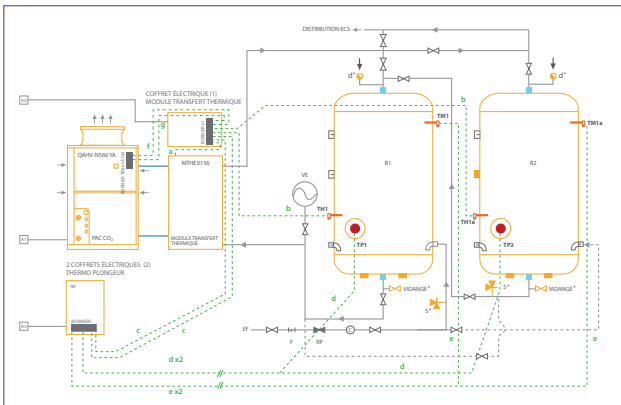 DISTRIBUTION ECS
d*
d*
COFFRET ÉLECTRIQUE (1)
MODULE TRANSFERT THERMIQUE
A2
g
f
a
b
b
TM1
TM1a
QAHV-N560 YA
MTHEX156
VE
B1
B2
b
TH1
TH1a
TP1
TP2
PAC CO₂
MODULE TRANSFERT
THERMIQUE
A1
2 COFFRETS ÉLECTRIQUES (2)
THERMO PLONGEUR
VIDANGE*
VIDANGE*
S*
S*
d
c
c
EF
F
RP
C
e
e
d x2
d
e x2